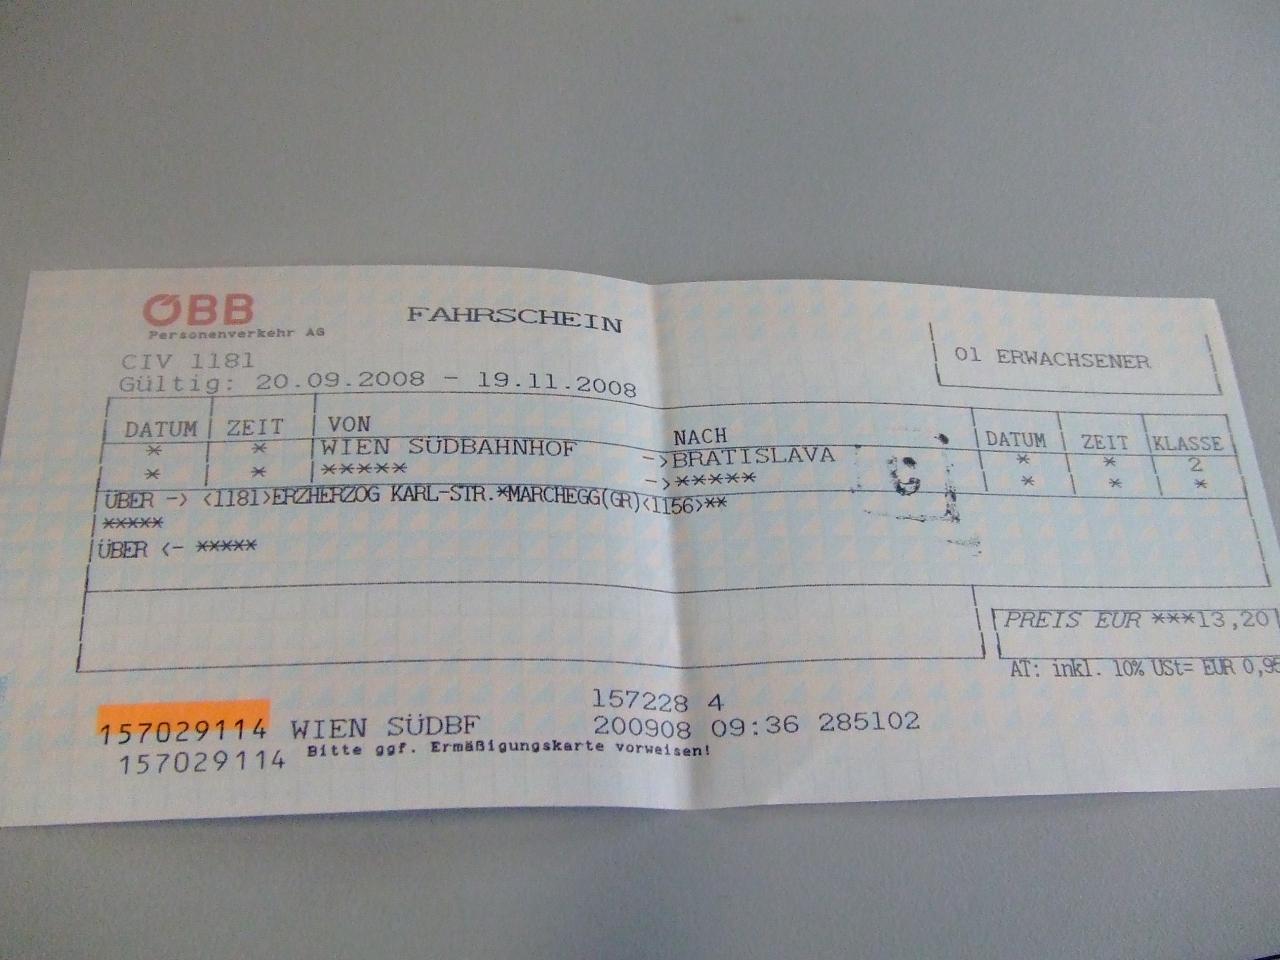 ÖBB
Personenverkehr AG
FAHRSCHEIN
CIV 1181
Gültig: 20.09.2008 - 19.11.2008
01 ERWACHSENER
DATUM ZEIT VON NACH DATUM ZEIT KLASSE
* * WIEN SÜDBAHNHOF ->BRATISLAVA * * 2
* * ***** ->***** * * *
ÜBER -> <1181>ERZHERZOG KARL-STR.*MARCHEGG(GR)<1156>**
*****
ÜBER <- *****
PREIS EUR ***13,20
AT: inkl. 10% USt= EUR 0,95
157228 4
157029114 WIEN SÜDBF 200908 09:36 285102
157029114 Bitte ggf. Ermäßigungskarte vorweisen!